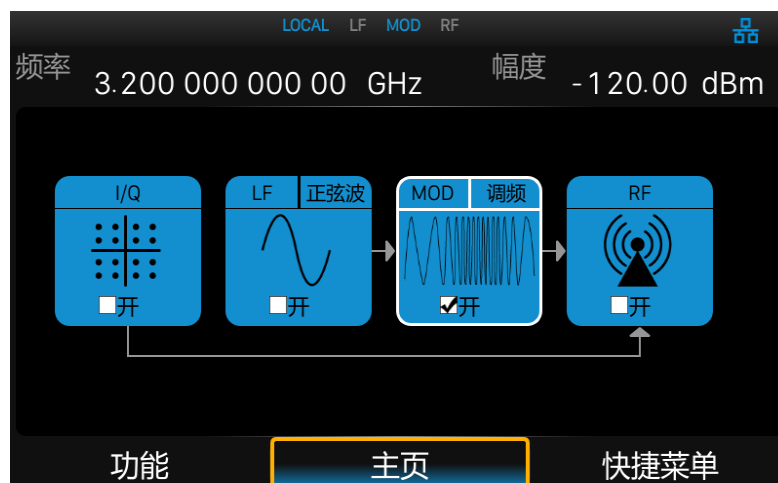 LOCAL LF MOD RF
频率 3.200 000 000 00 GHz 幅度 -120.00 dBm
I/Q LF 正弦波 MOD 调频 RF
开 开 开 开
功能 主页 快捷菜单